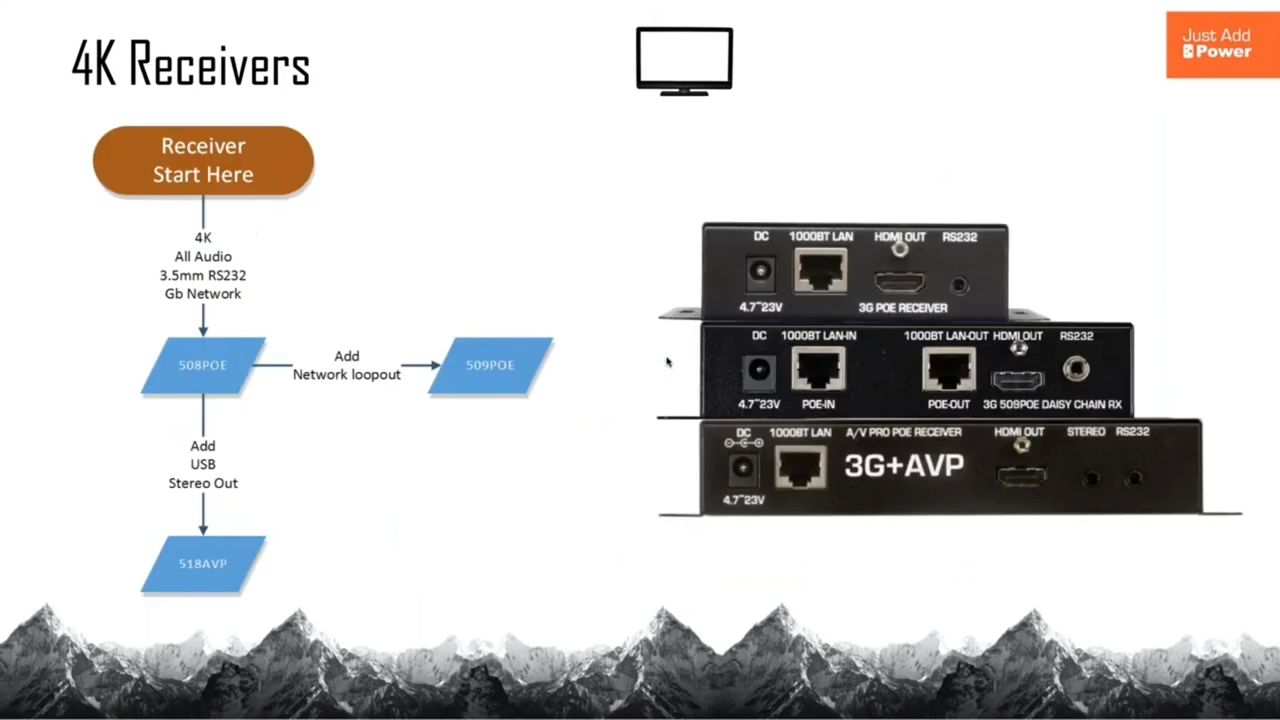 4K Receivers
Just Add
Power
Receiver
Start Here
4K
All Audio
3.5mm RS232
Gb Network
508POE
Add
Network loopout
509POE
Add
USB
Stereo Out
518AVP
DC
1000BT LAN
HDMI OUT
RS232
4.7~23V
3G POE RECEIVER
DC
1000BT LAN-IN
1000BT LAN-OUT
HDMI OUT
RS232
4.7~23V
POE-IN
POE-OUT
3G 509POE DAISY CHAIN RX
DC
1000BT LAN
A/V PRO POE RECEIVER
HDMI OUT
STEREO
RS232
3G+AVP
4.7~23V